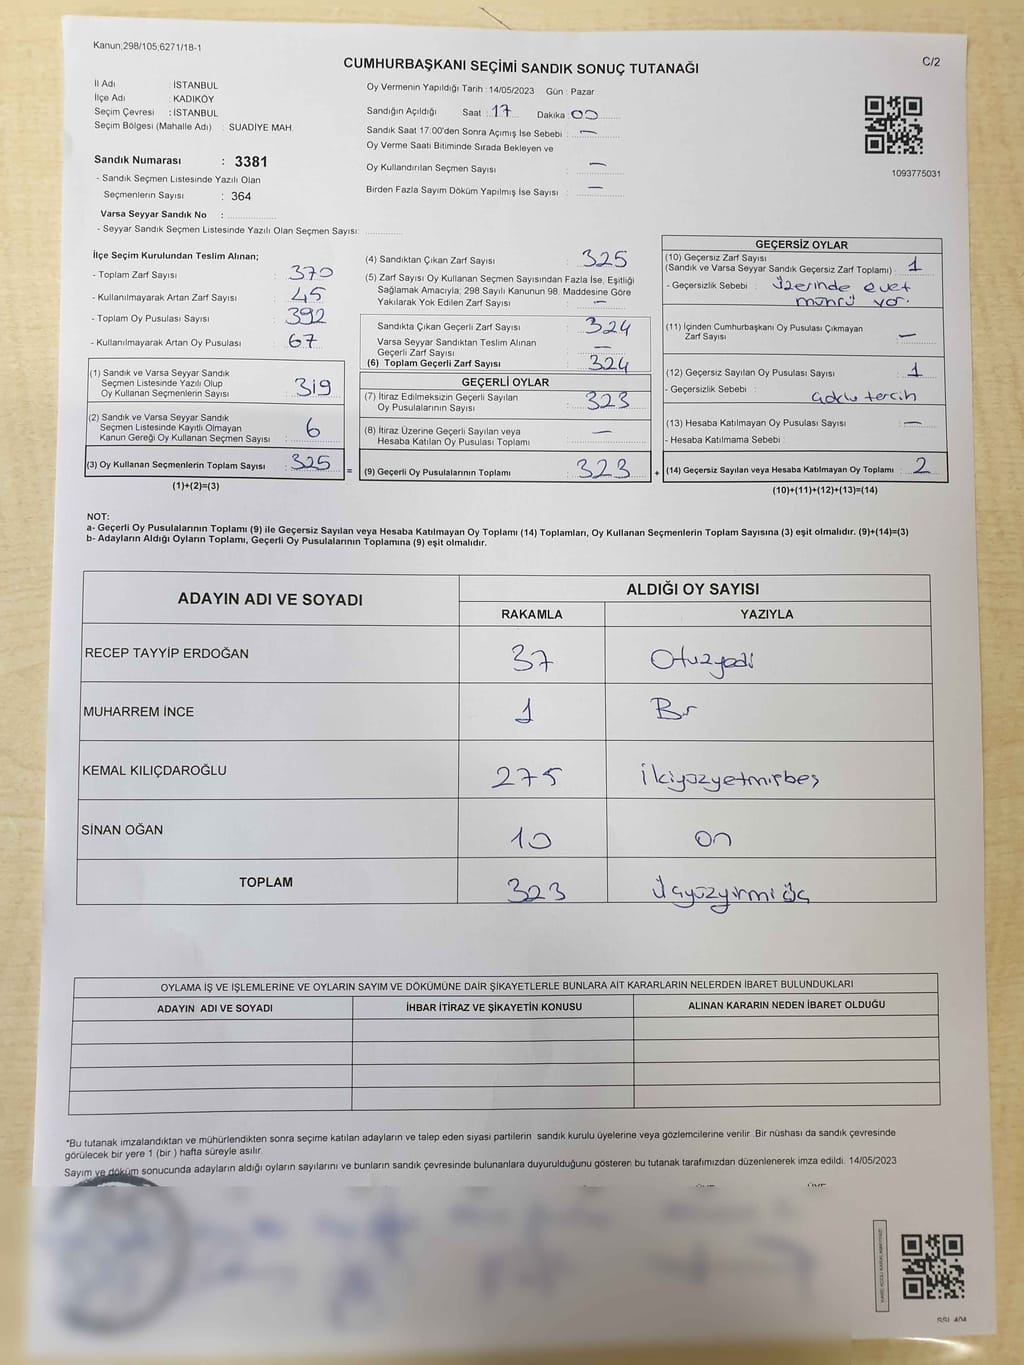 Kanun;298/105;6271/18-1
C/2
CUMHURBAŞKANI SEÇİMİ SANDIK SONUÇ TUTANAĞI
İl Adı : İSTANBUL
İlçe Adı : KADIKÖY
Seçim Çevresi : İSTANBUL
Seçim Bölgesi (Mahalle Adı) : SUADİYE MAH.
Sandık Numarası : 3381
- Sandık Seçmen Listesinde Yazılı Olan
Seçmenlerin Sayısı : 364
Varsa Seyyar Sandık No :
- Seyyar Sandık Seçmen Listesinde Yazılı Olan Seçmen Sayısı:
Oy Vermenin Yapıldığı Tarih : 14/05/2023 Gün : Pazar
Sandığın Açıldığı Saat : 17 Dakika : 00
Sandık Saat 17:00'den Sonra Açımış İse Sebebi : —
Oy Verme Saati Bitiminde Sırada Bekleyen ve
Oy Kullandırılan Seçmen Sayısı : —
Birden Fazla Sayım Döküm Yapılmış İse Sayısı : —
1093775031
İlçe Seçim Kurulundan Teslim Alınan;
- Toplam Zarf Sayısı : 370
- Kullanılmayarak Artan Zarf Sayısı : 45
- Toplam Oy Pusulası Sayısı : 392
- Kullanılmayarak Artan Oy Pusulası : 67
(1) Sandık ve Varsa Seyyar Sandık
Seçmen Listesinde Yazılı Olup
Oy Kullanan Seçmenlerin Sayısı : 319
(2) Sandık ve Varsa Seyyar Sandık
Seçmen Listesinde Kayıtlı Olmayan
Kanun Gereği Oy Kullanan Seçmen Sayısı : 6
(3) Oy Kullanan Seçmenlerin Toplam Sayısı : 325
(1)+(2)=(3)
(4) Sandıktan Çıkan Zarf Sayısı : 325
(5) Zarf Sayısı Oy Kullanan Seçmen Sayısından Fazla İse, Eşitliği
Sağlamak Amacıyla; 298 Sayılı Kanunun 98. Maddesine Göre
Yakılarak Yok Edilen Zarf Sayısı : —
Sandıkta Çıkan Geçerli Zarf Sayısı : 324
Varsa Seyyar Sandıktan Teslim Alınan
Geçerli Zarf Sayısı : —
(6) Toplam Geçerli Zarf Sayısı : 324
GEÇERLİ OYLAR
(7) İtiraz Edilmeksizin Geçerli Sayılan
Oy Pusulalarının Sayısı : 323
(8) İtiraz Üzerine Geçerli Sayılan veya
Hesaba Katılan Oy Pusulası Toplamı : —
= (9) Geçerli Oy Pusulalarının Toplamı : 323 +
GEÇERSİZ OYLAR
(10) Geçersiz Zarf Sayısı
(Sandık ve Varsa Seyyar Sandık Geçersiz Zarf Toplamı) : 1
- Geçersizlik Sebebi : üzerinde evet
mührü var.
(11) İçinden Cumhurbaşkanı Oy Pusulası Çıkmayan
Zarf Sayısı : —
(12) Geçersiz Sayılan Oy Pusulası Sayısı : 1
- Geçersizlik Sebebi : çoklu tercih
(13) Hesaba Katılmayan Oy Pusulası Sayısı : —
- Hesaba Katılmama Sebebi :
(14) Geçersiz Sayılan veya Hesaba Katılmayan Oy Toplamı : 2
(10)+(11)+(12)+(13)=(14)
NOT:
a- Geçerli Oy Pusulalarının Toplamı (9) ile Geçersiz Sayılan veya Hesaba Katılmayan Oy Toplamı (14) Toplamları, Oy Kullanan Seçmenlerin Toplam Sayısına (3) eşit olmalıdır. (9)+(14)=(3)
b- Adayların Aldığı Oyların Toplamı, Geçerli Oy Pusulalarının Toplamına (9) eşit olmalıdır.
ADAYIN ADI VE SOYADI
ALDIĞI OY SAYISI
RAKAMLA YAZIYLA
RECEP TAYYİP ERDOĞAN 37 Otuzyedi
MUHARREM İNCE 1 Bir
KEMAL KILIÇDAROĞLU 275 İkiyüzyetmişbeş
SİNAN OĞAN 10 on
TOPLAM 323 Üçyüzyirmi üç
OYLAMA İŞ VE İŞLEMLERİNE VE OYLARIN SAYIM VE DÖKÜMÜNE DAİR ŞİKAYETLERLE BUNLARA AİT KARARLARIN NELERDEN İBARET BULUNDUKLARI
ADAYIN ADI VE SOYADI İHBAR İTİRAZ VE ŞİKAYETİN KONUSU ALINAN KARARIN NEDEN İBARET OLDUĞU
*Bu tutanak imzalandıktan ve mühürlendikten sonra seçime katılan adayların ve talep eden siyasi partilerin sandık kurulu üyelerine veya gözlemcilerine verilir. Bir nüshası da sandık çevresinde
görülecek bir yere 1 (bir ) hafta süreyle asılır.
Sayım ve döküm sonucunda adayların aldığı oyların sayılarını ve bunların sandık çevresinde bulunanlara duyurulduğunu gösteren bu tutanak tarafımızdan düzenlenerek imza edildi. 14/05/2023